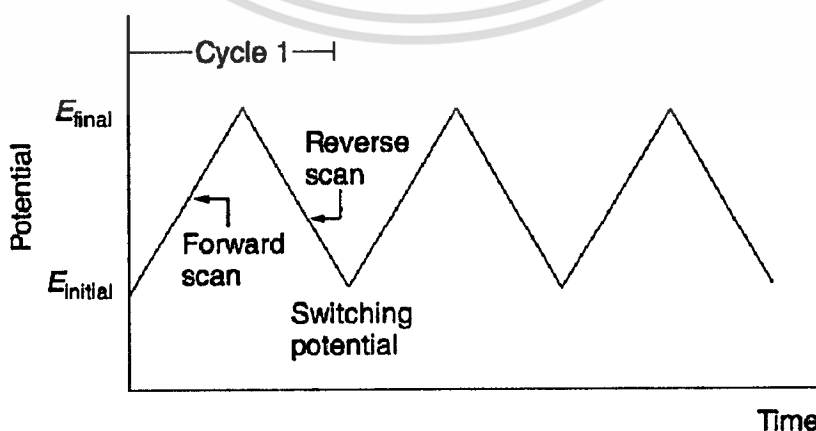 Cycle 1
E_final
Reverse
scan
Potential
Forward
scan
E_initial
Switching
potential
Time